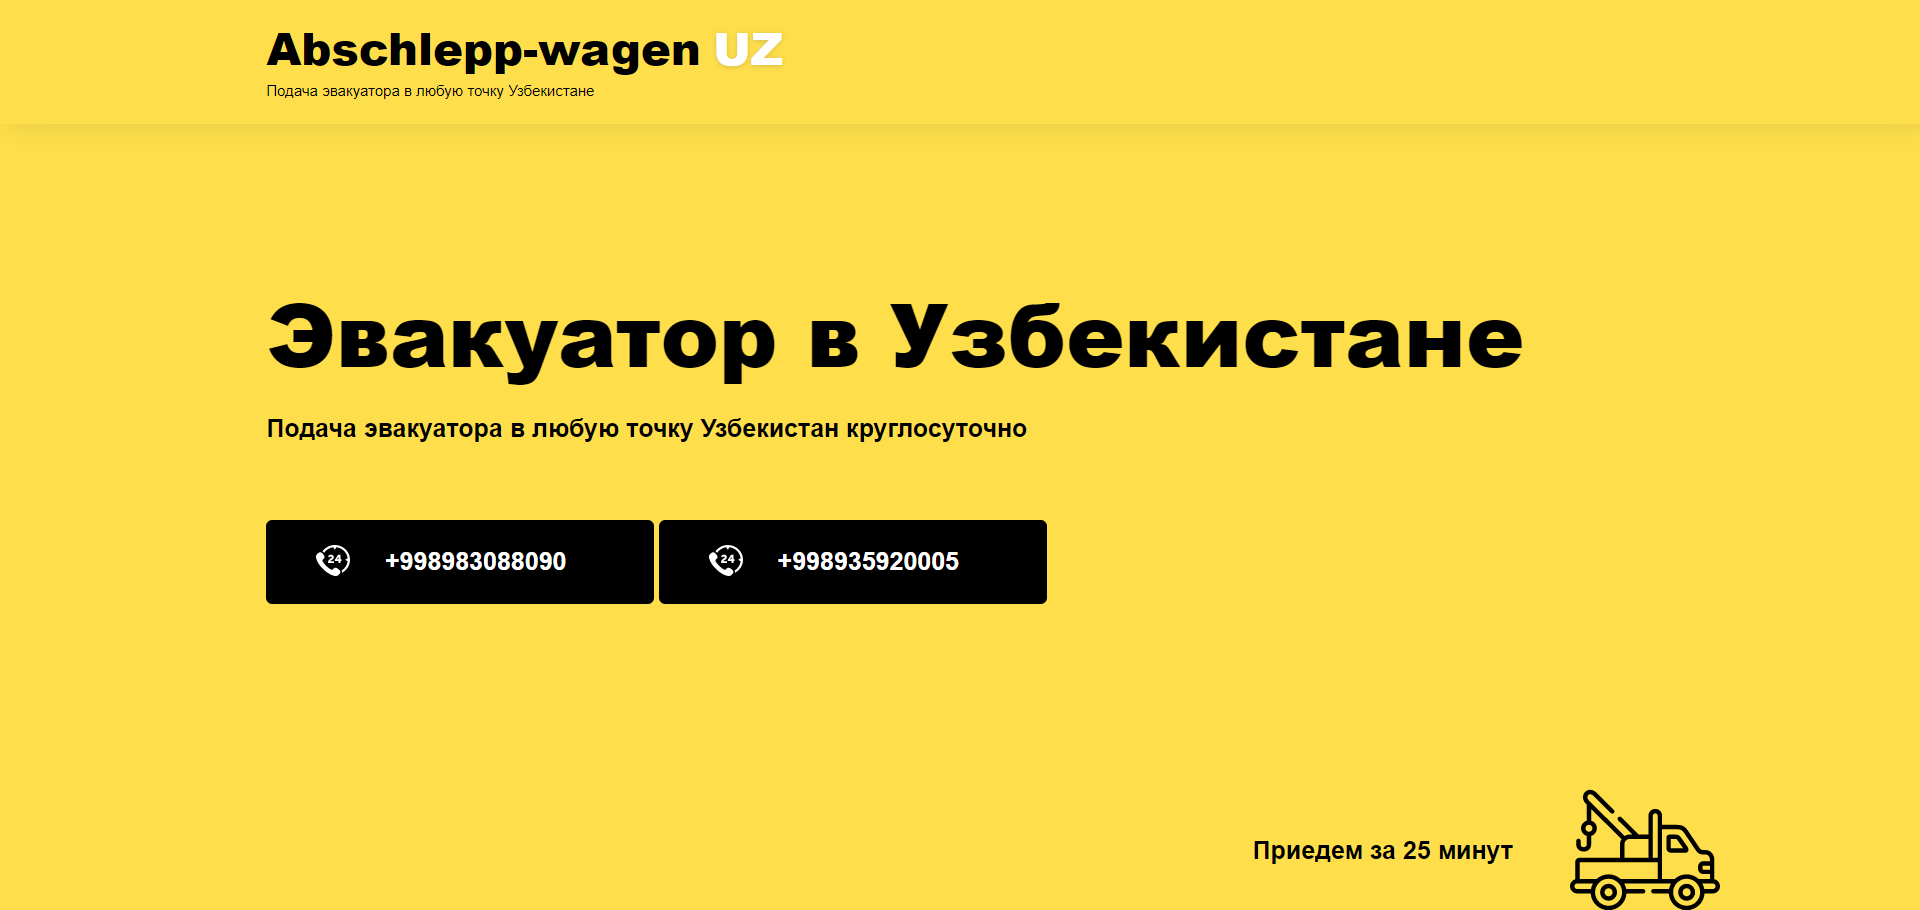 Abschlepp-wagen UZ
Подача эвакуатора в любую точку Узбекистане
Эвакуатор в Узбекистане
Подача эвакуатора в любую точку Узбекистан круглосуточно
24 +998983088090 24 +998935920005
Приедем за 25 минут